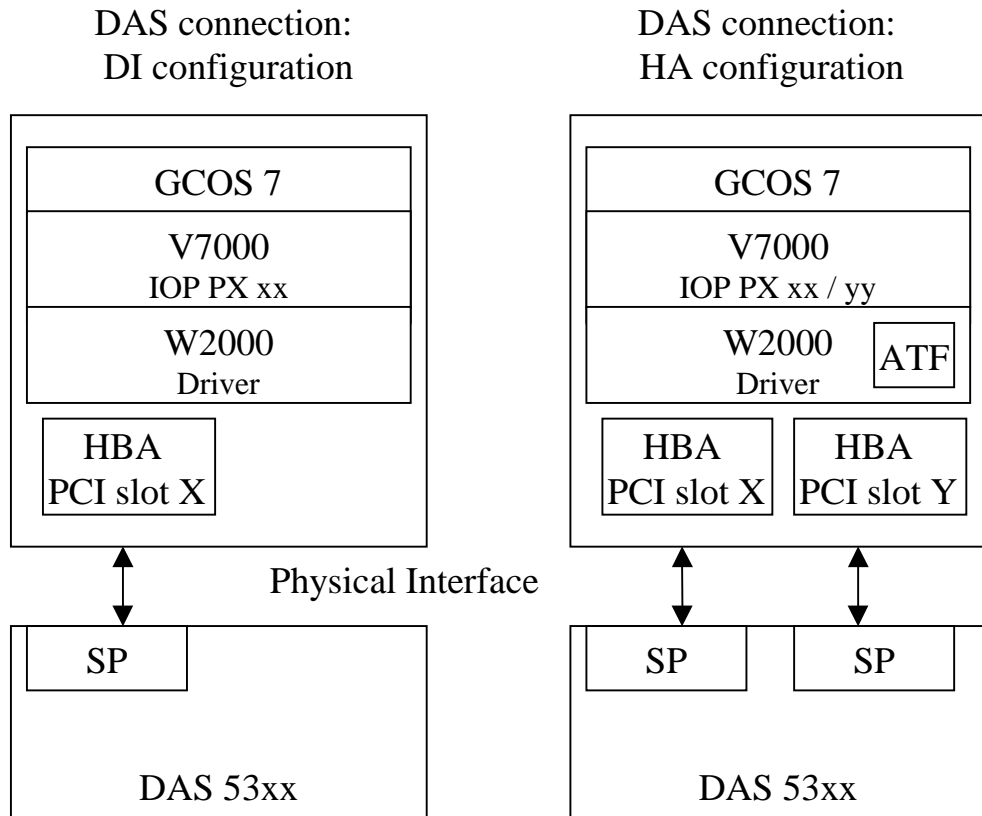 DAS connection:
DI configuration
GCOS 7
V7000
IOP PX xx
W2000
Driver
HBA
PCI slot X
SP
DAS 53xx
Physical Interface
DAS connection:
HA configuration
GCOS 7
V7000
IOP PX xx / yy
W2000
Driver
ATF
HBA
PCI slot X
HBA
PCI slot Y
SP
SP
DAS 53xx